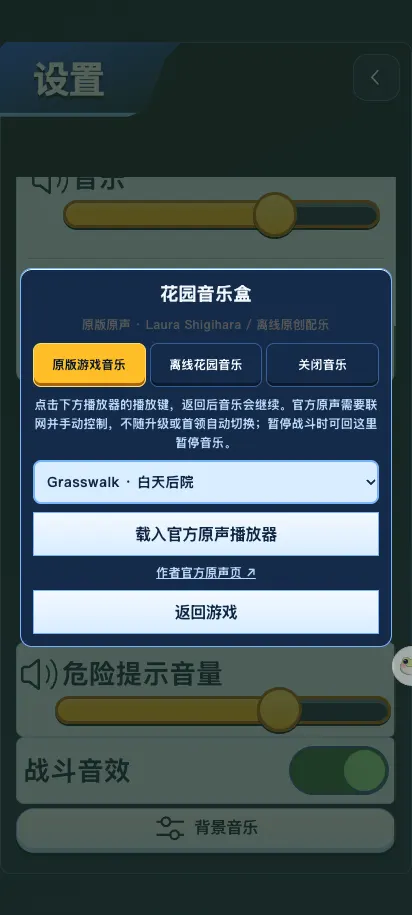 设置
音乐
花园音乐盒
原版原声 · Laura Shigihara / 离线原创配乐
原版游戏音乐
离线花园音乐
关闭音乐
点击下方播放器的播放键，返回后音乐会继续。官方原声需要联
网并手动控制，不随升级或首领自动切换；暂停战斗时可回这里
暂停音乐。
Grasswalk · 白天后院
载入官方原声播放器
作者官方原声页 ↗
返回游戏
危险提示音量
战斗音效
背景音乐